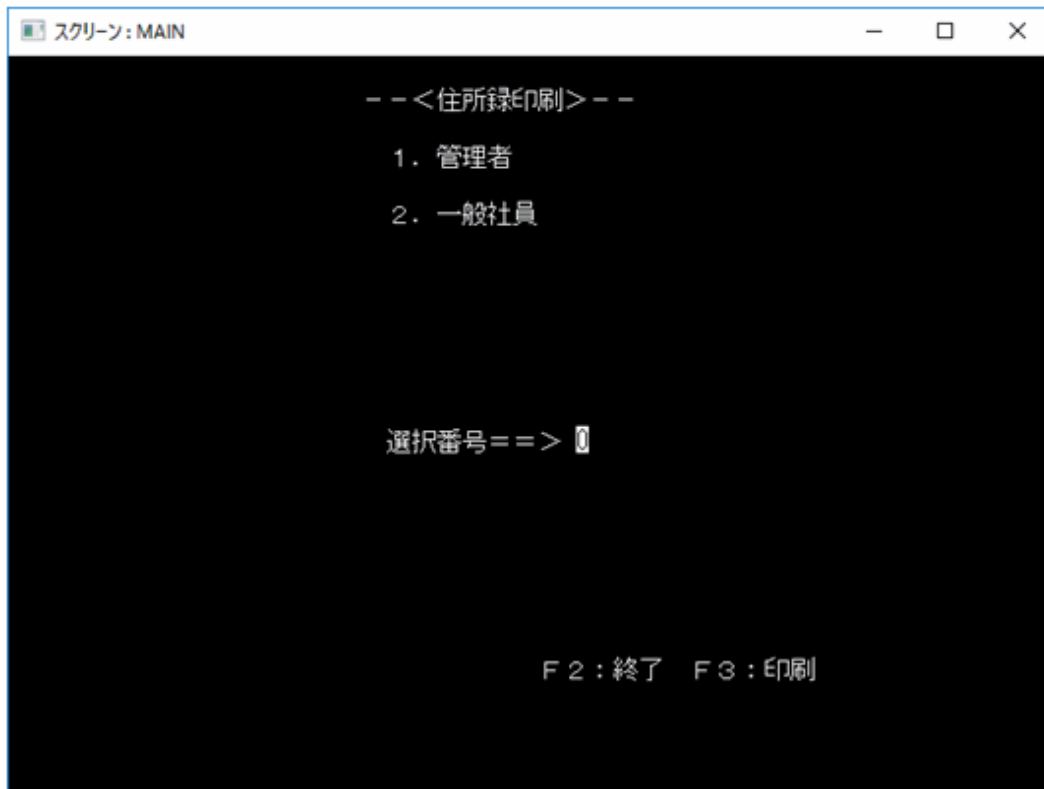 スクリーン : MAIN
－－＜住所録印刷＞－－
１．管理者
２．一般社員
選択番号＝＝＞ 0
Ｆ２：終了　Ｆ３：印刷